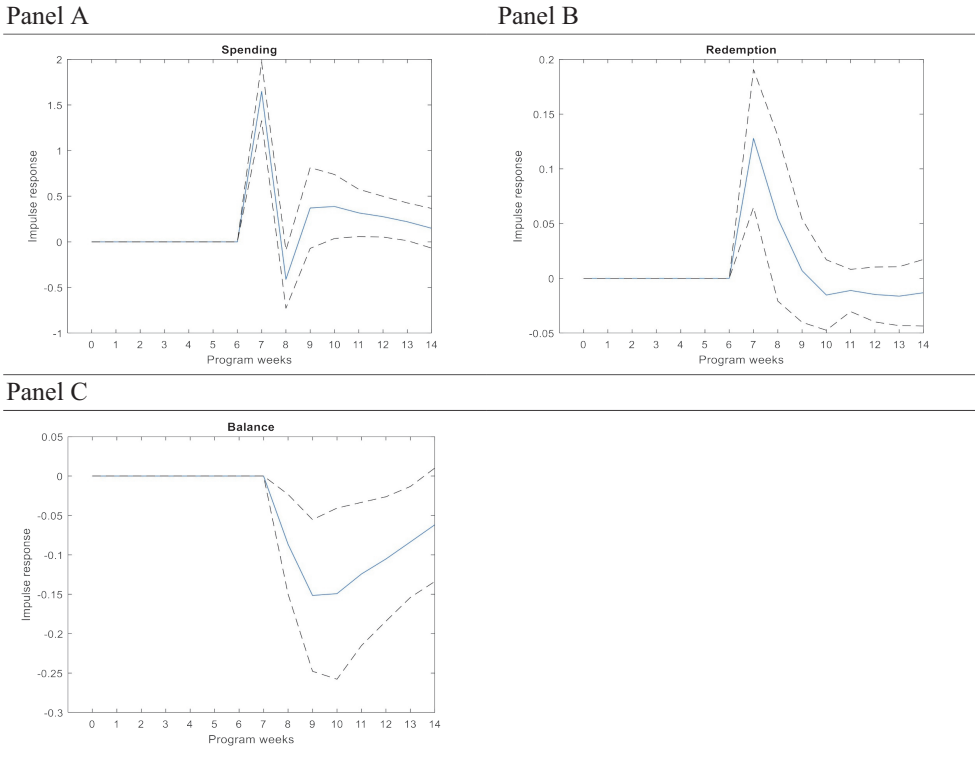 Panel A
Panel B
Spending
2
1.5
1
0.5
0
-0.5
-1
Impulse response
0 1 2 3 4 5 6 7 8 9 10 11 12 13 14
Program weeks
Redemption
0.2
0.15
0.1
0.05
0
-0.05
Impulse response
0 1 2 3 4 5 6 7 8 9 10 11 12 13 14
Program weeks
Panel C
Balance
0.05
0
-0.05
-0.1
-0.15
-0.2
-0.25
-0.3
Impulse response
0 1 2 3 4 5 6 7 8 9 10 11 12 13 14
Program weeks